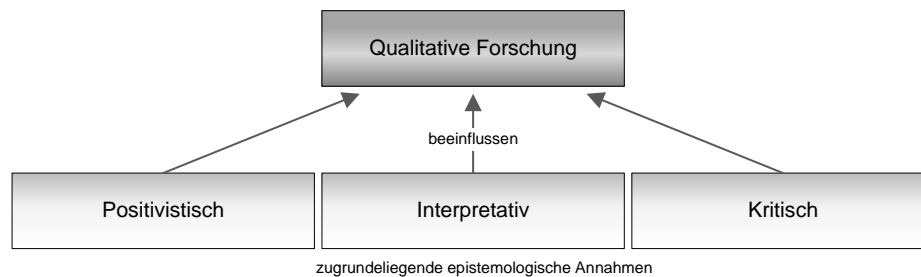 Qualitative Forschung
beeinflussen
Positivistisch
Interpretativ
Kritisch
zugrundeliegende epistemologische Annahmen